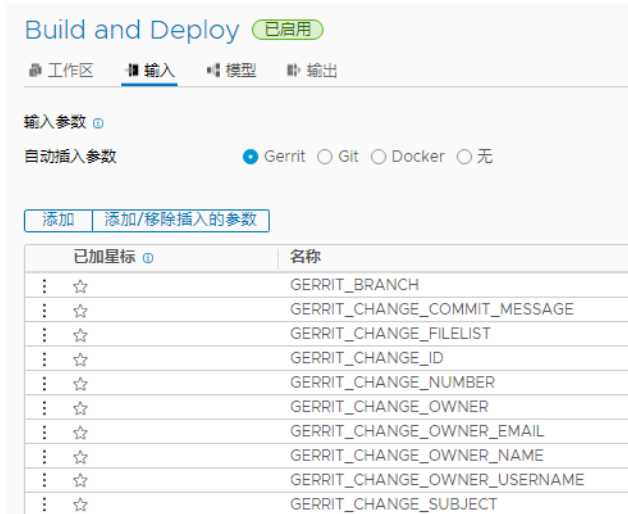 Build and Deploy 已启用
工作区 输入 模型 输出
输入参数
自动插入参数 Gerrit Git Docker 无
添加 添加/移除插入的参数
已加星标 名称
GERRIT_BRANCH
GERRIT_CHANGE_COMMIT_MESSAGE
GERRIT_CHANGE_FILELIST
GERRIT_CHANGE_ID
GERRIT_CHANGE_NUMBER
GERRIT_CHANGE_OWNER
GERRIT_CHANGE_OWNER_EMAIL
GERRIT_CHANGE_OWNER_NAME
GERRIT_CHANGE_OWNER_USERNAME
GERRIT_CHANGE_SUBJECT